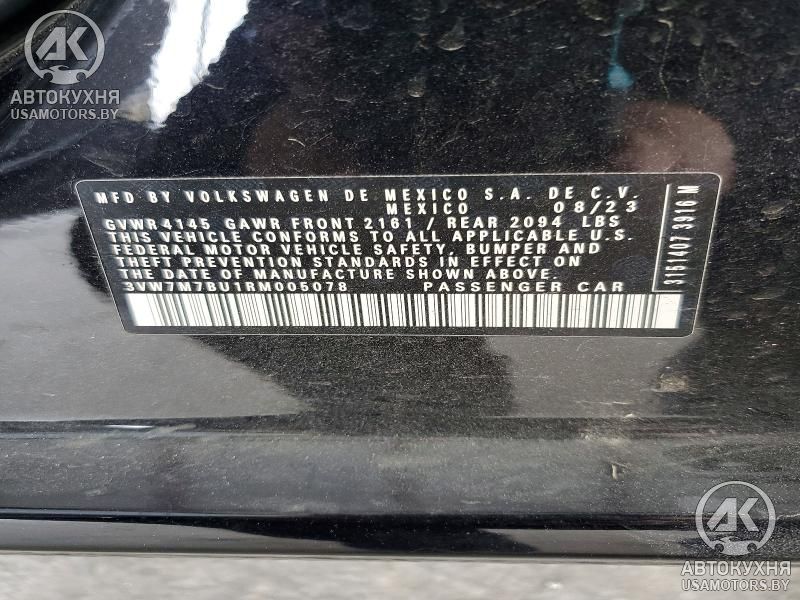 AK
АВТОКУХНЯ
USAMOTORS.BY
MFD BY VOLKSWAGEN DE MEXICO S.A. DE C.V.
MEXICO 08/23
GVWR 4145 GAWR FRONT 2161 / REAR 2094 LBS
THIS VEHICLE CONFORMS TO ALL APPLICABLE U.S.
FEDERAL MOTOR VEHICLE SAFETY, BUMPER AND
THEFT PREVENTION STANDARDS IN EFFECT ON
THE DATE OF MANUFACTURE SHOWN ABOVE.
3VW7M7BU1RM005078 PASSENGER CAR
3151407 3916 M
AK
АВТОКУХНЯ
USAMOTORS.BY